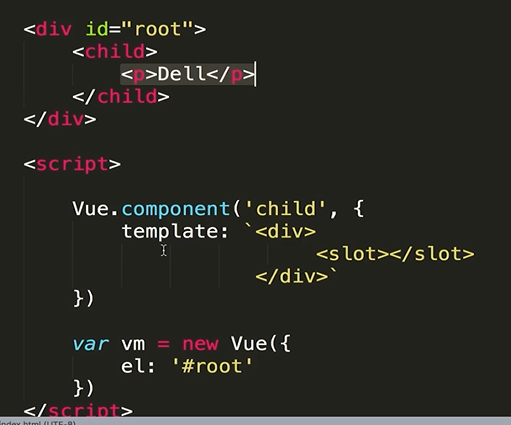 <div id="root">
<child>
<p>Dell</p>
</child>
</div>
<script>
Vue.component('child', {
template: `<div>
<slot></slot>
</div>`
})
var vm = new Vue({
el: '#root'
})
</script>
index.html (UTF-8)